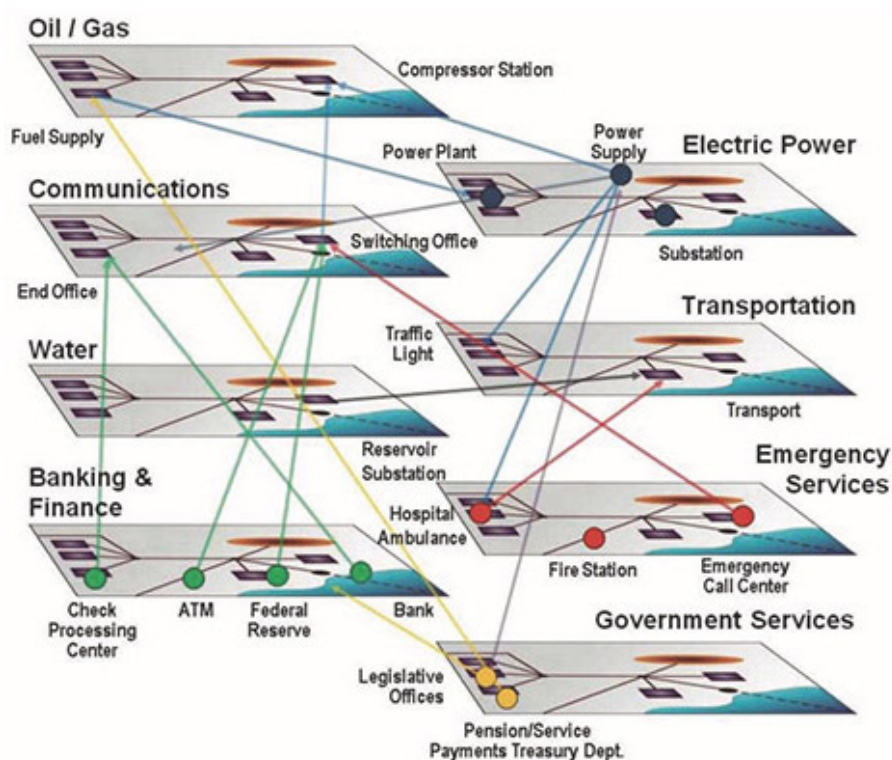 Oil / Gas
Compressor Station
Fuel Supply
Power Plant
Power
Supply
Electric Power
Communications
Switching Office
Substation
End Office
Transportation
Traffic
Light
Water
Transport
Reservoir
Substation
Emergency
Services
Banking &
Finance
Hospital
Ambulance
Fire Station
Emergency
Call Center
Check
Processing
Center
ATM
Federal
Reserve
Bank
Government Services
Legislative
Offices
Pension/Service
Payments Treasury Dept.